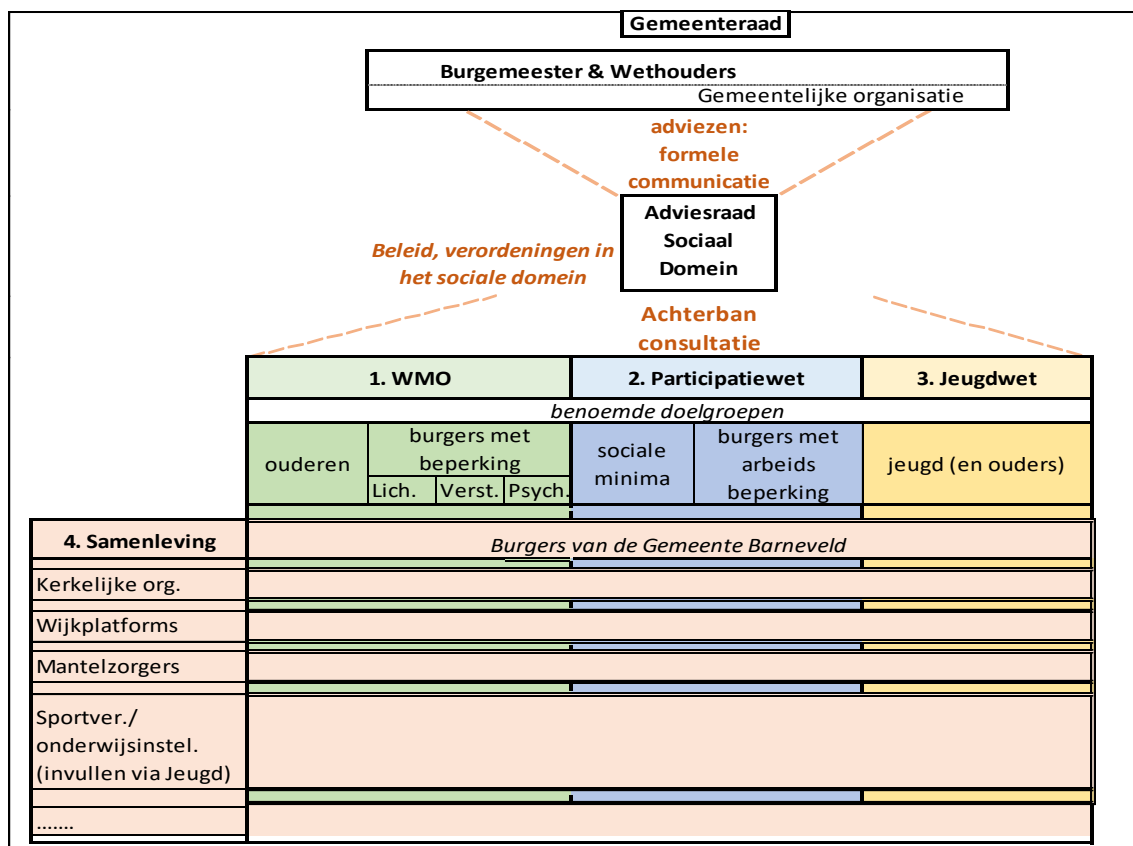 Gemeenteraad
Burgemeester & Wethouders
Gemeentelijke organisatie
adviezen:
formele
communicatie
Adviesraad
Sociaal
Domein
Beleid, verordeningen in
het sociale domein
Achterban
consultatie
1. WMO
2. Participatiewet
3. Jeugdwet
benoemde doelgroepen
ouderen
burgers met
beperking
Lich.
Verst.
Psych.
sociale
minima
burgers met
arbeids
beperking
jeugd (en ouders)
4. Samenleving
Burgers van de Gemeente Barneveld
Kerkelijke org.
Wijkplatforms
Mantelzorgers
Sportver./
onderwijsinstel.
(invullen via Jeugd)
.......